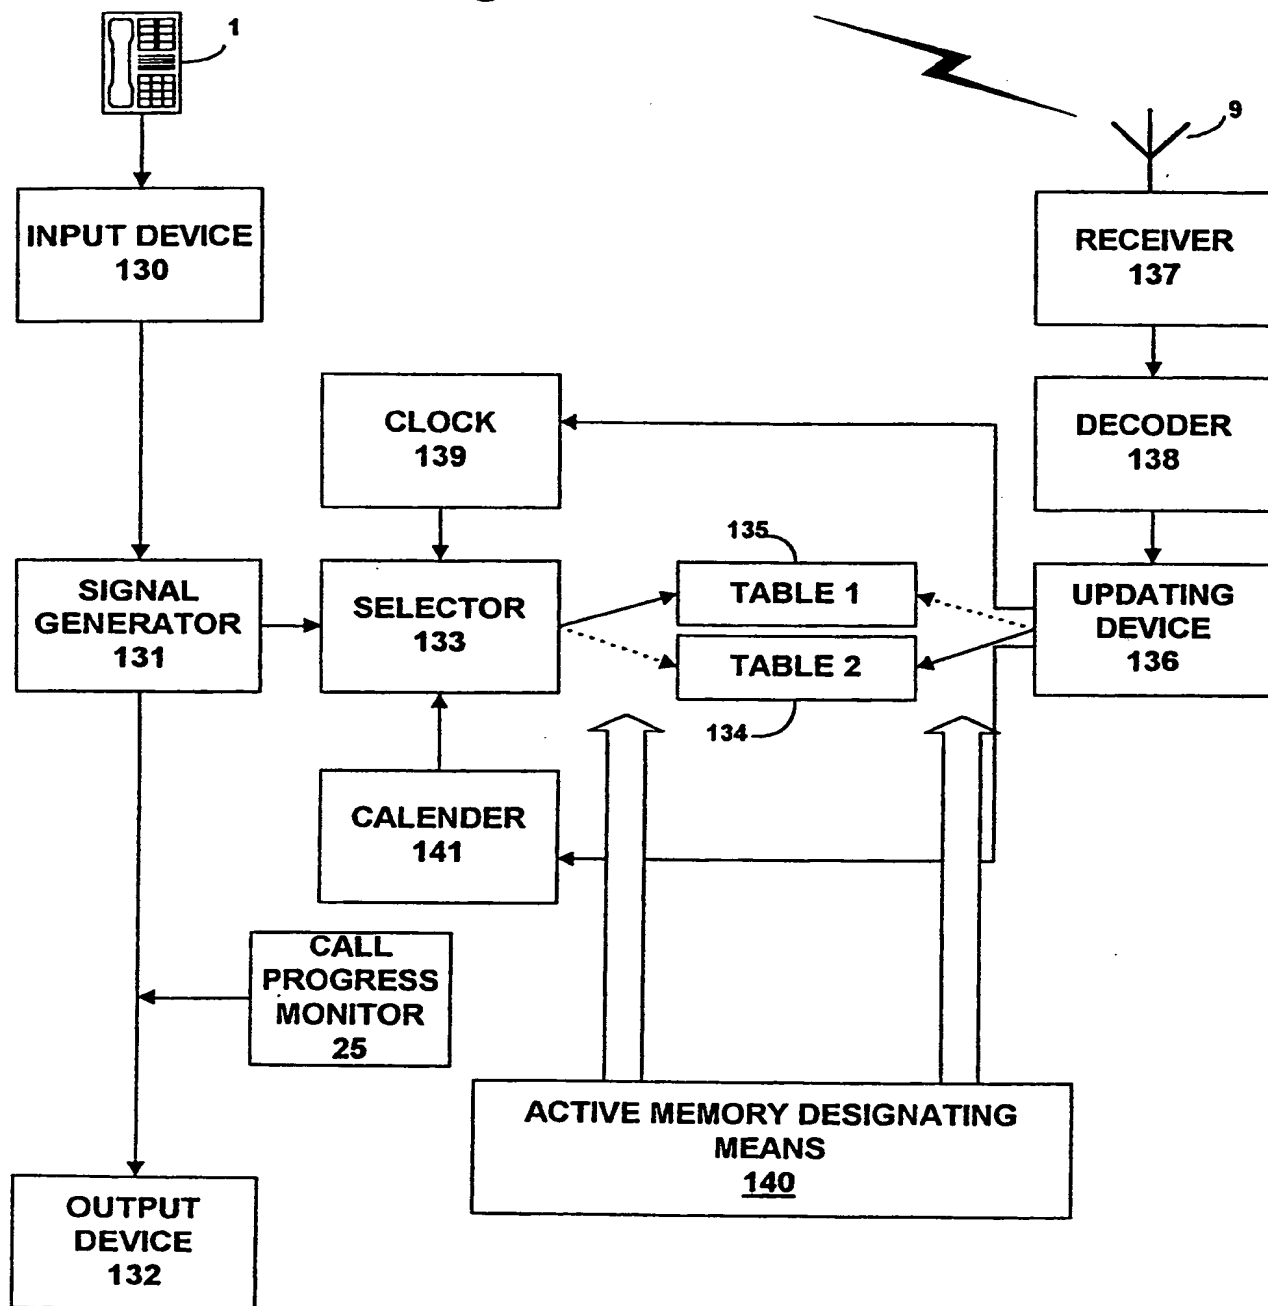 1
9
INPUT DEVICE
130
RECEIVER
137
CLOCK
139
DECODER
138
135
SIGNAL
GENERATOR
131
SELECTOR
133
TABLE 1
TABLE 2
134
UPDATING
DEVICE
136
CALENDER
141
CALL
PROGRESS
MONITOR
25
ACTIVE MEMORY DESIGNATING
MEANS
140
OUTPUT
DEVICE
132